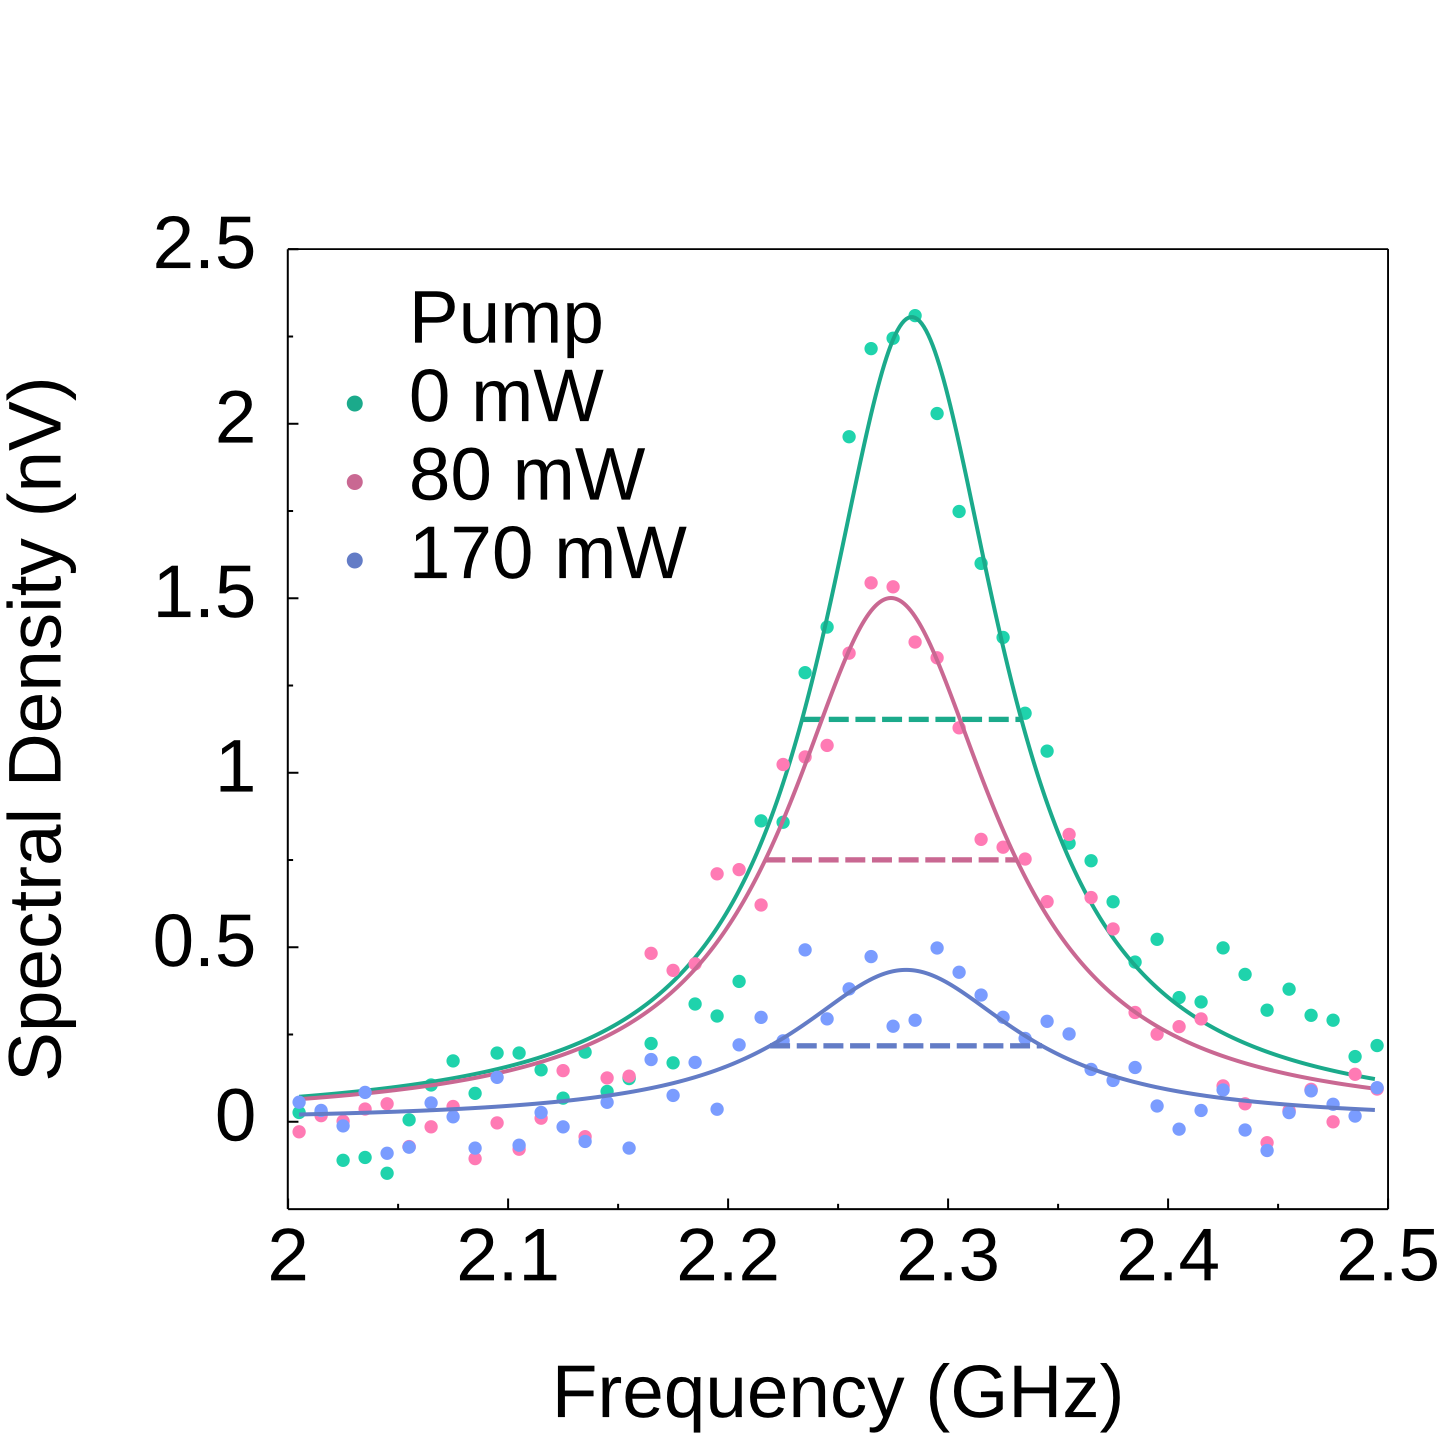 2.5
2
1.5
1
0.5
0
Spectral Density (nV)
Pump
0 mW
80 mW
170 mW
2 2.1 2.2 2.3 2.4 2.5
Frequency (GHz)